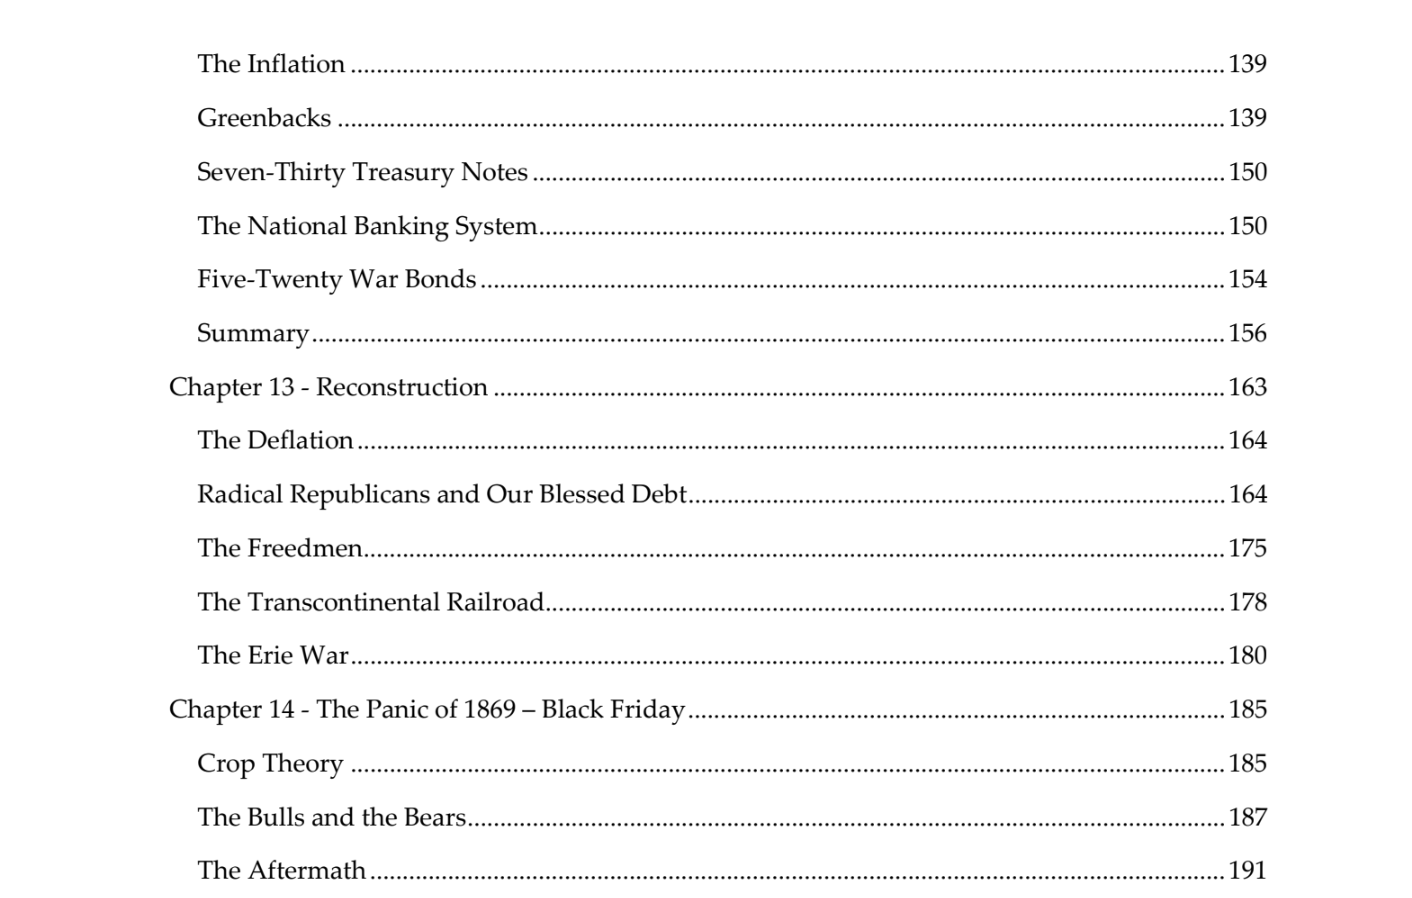 The Inflation ........ 139
Greenbacks ........ 139
Seven-Thirty Treasury Notes ........ 150
The National Banking System ........ 150
Five-Twenty War Bonds ........ 154
Summary ........ 156
Chapter 13 - Reconstruction ........ 163
The Deflation ........ 164
Radical Republicans and Our Blessed Debt ........ 164
The Freedmen ........ 175
The Transcontinental Railroad ........ 178
The Erie War ........ 180
Chapter 14 - The Panic of 1869 – Black Friday ........ 185
Crop Theory ........ 185
The Bulls and the Bears ........ 187
The Aftermath ........ 191